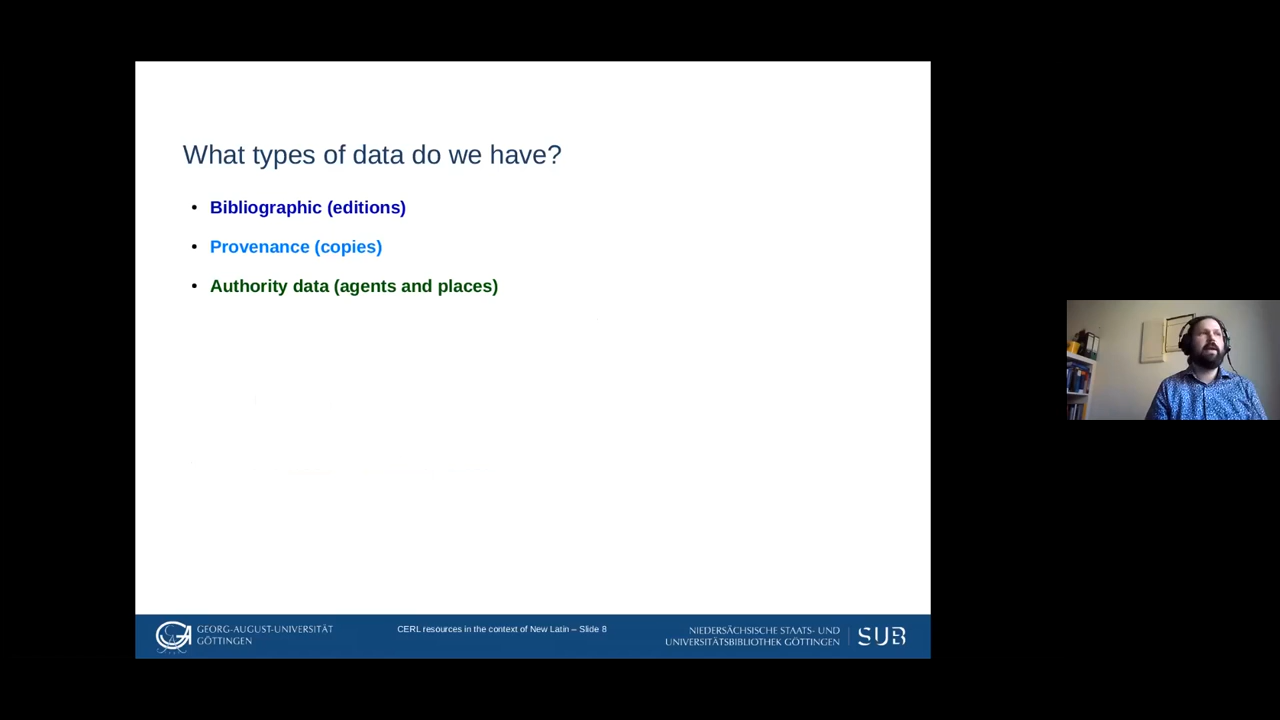 What types of data do we have?
• Bibliographic (editions)
• Provenance (copies)
• Authority data (agents and places)
GEORG-AUGUST-UNIVERSITÄT
GÖTTINGEN
CERL resources in the context of New Latin – Slide 8
NIEDERSÄCHSISCHE STAATS- UND
UNIVERSITÄTSBIBLIOTHEK GÖTTINGEN
SUB